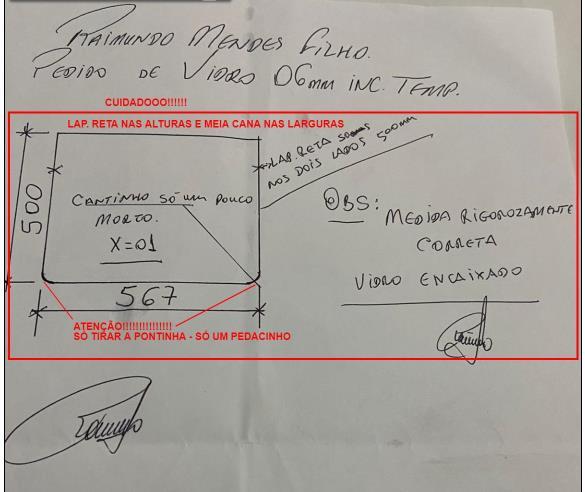 RAIMUNDO MENDES FILHO.
PEDIDO DE VIDRO 06mm INC. TEMP.
CUIDADOOO!!!!!!
LAP. RETA NAS ALTURAS E MEIA CANA NAS LARGURAS
LAP. RETA
NOS DOIS LADOS 500mm
500
CANTINHO SÓ UM POUCO
MORTO.
X=01
OBS: MEDIDA RIGOROZAMENTE
CORRETA
VIDRO ENCAIXADO
567
ATENÇÃO!!!!!!!!!!!!!!!
SÓ TIRAR A PONTINHA - SÓ UM PEDACINHO